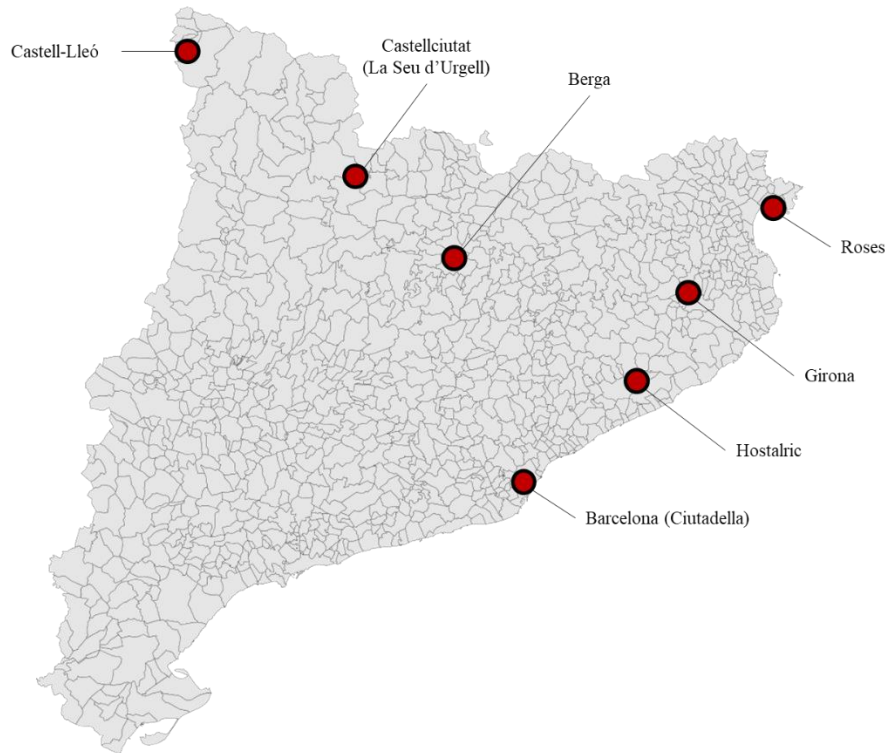 Castell-Lleó
Castellciutat
(La Seu d’Urgell)
Berga
Roses
Girona
Hostalric
Barcelona (Ciutadella)